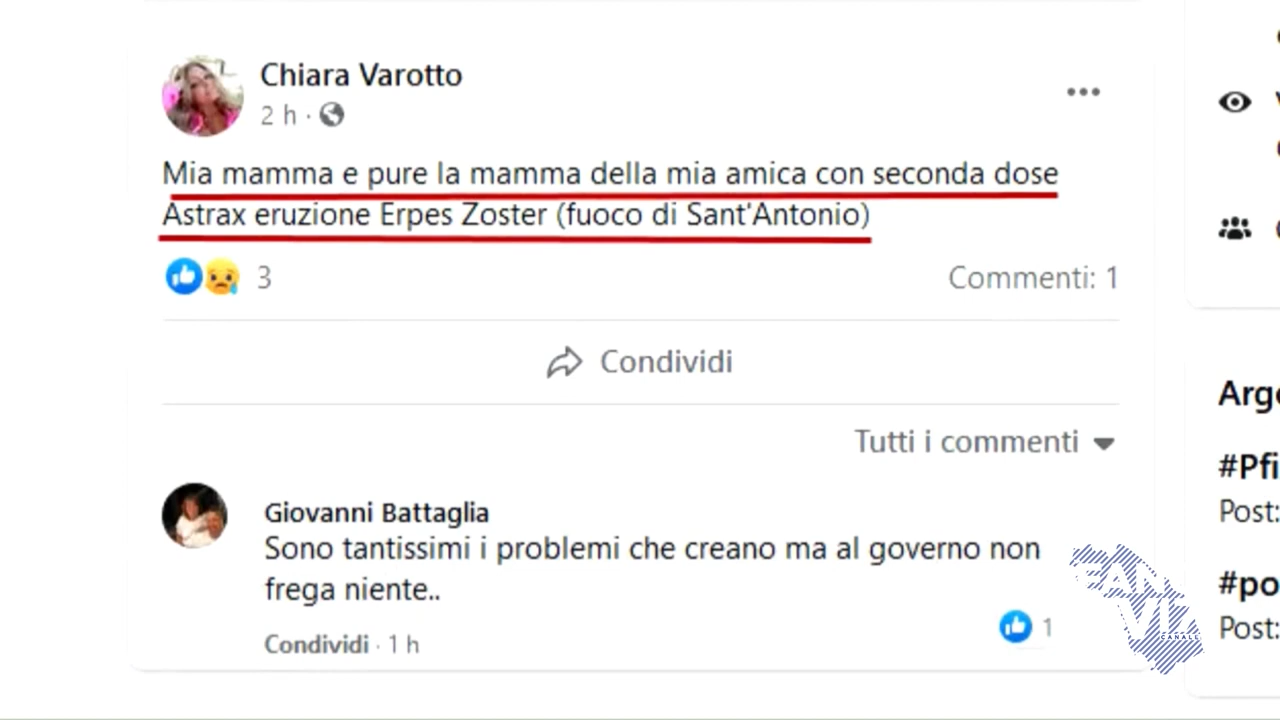 Chiara Varotto
2 h ·
Mia mamma e pure la mamma della mia amica con seconda dose
Astrax eruzione Erpes Zoster (fuoco di Sant'Antonio)
3
Commenti: 1
Condividi
Tutti i commenti
Giovanni Battaglia
Sono tantissimi i problemi che creano ma al governo non
frega niente..
1
Condividi · 1 h
Arg
#Pfi
Post:
#po
Post:
CANALE